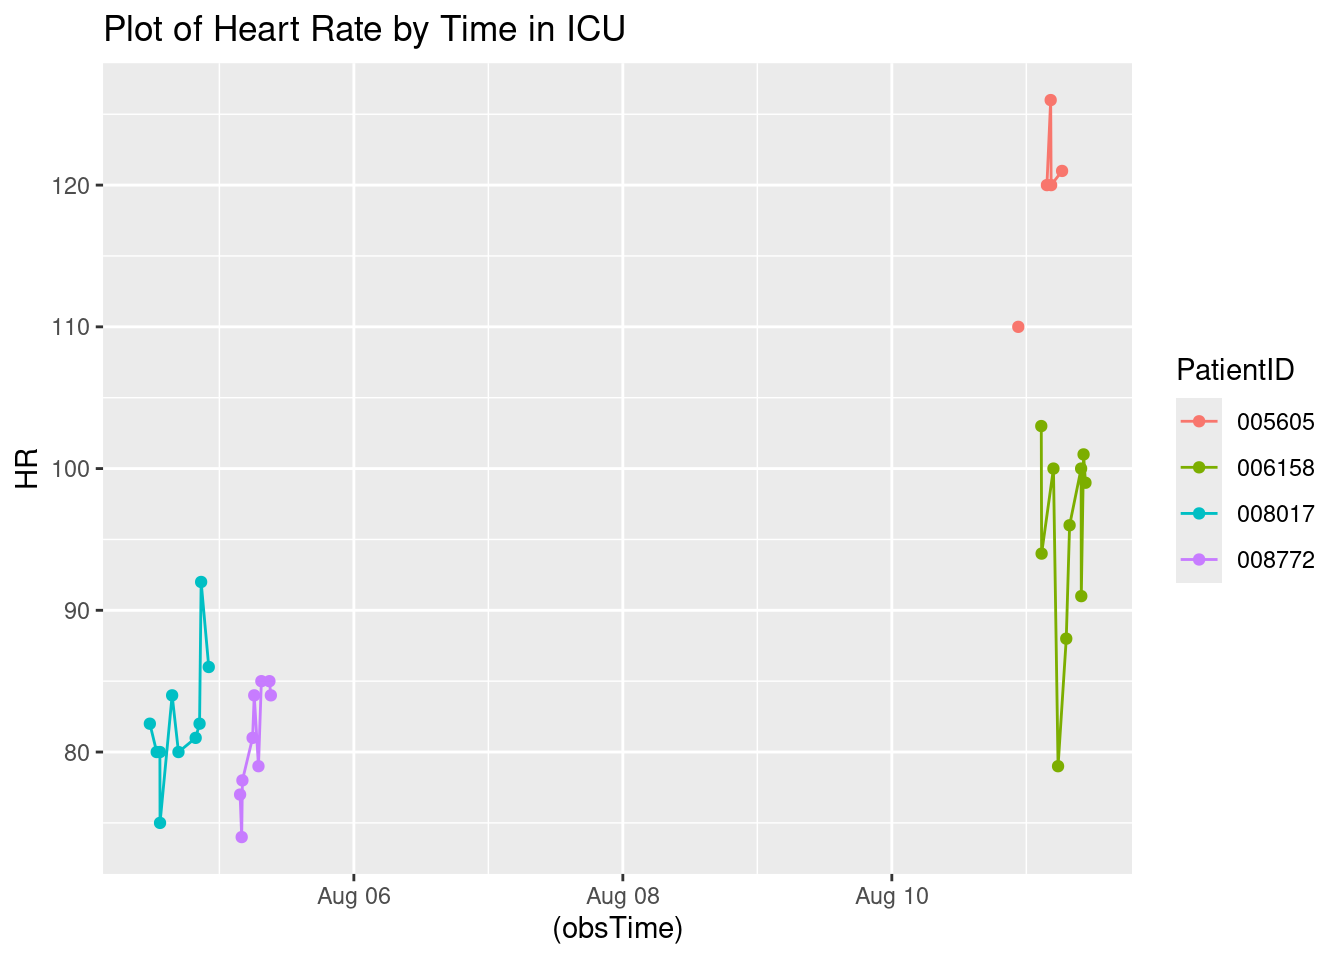 Plot of Heart Rate by Time in ICU
120
110
100
90
80
HR
Aug 06
Aug 08
Aug 10
(obsTime)
PatientID
005605
006158
008017
008772